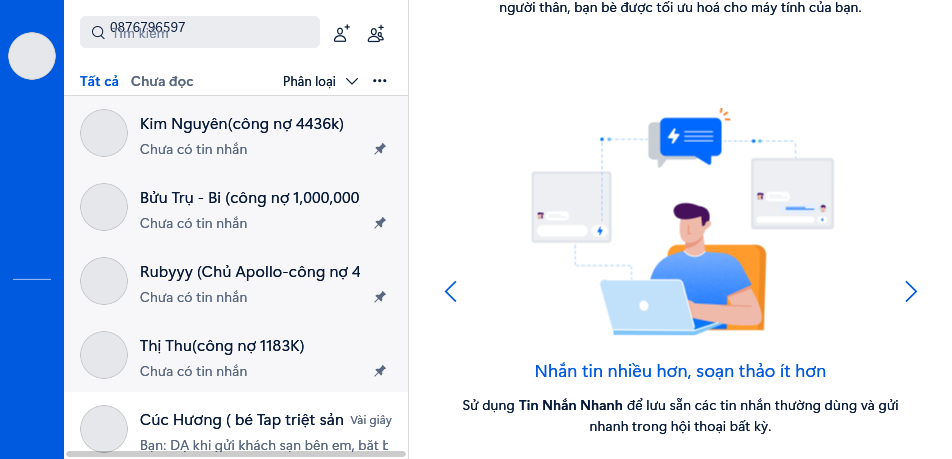 người thân, bạn bè được tối ưu hoá cho máy tính của bạn.
0876796597
Tìm kiếm
Tất cả Chưa đọc Phân loại
Kim Nguyên(công nợ 4436k)
Chưa có tin nhắn
Bửu Trụ - Bi (công nợ 1,000,000
Chưa có tin nhắn
Rubyyy (Chủ Apollo-công nợ 4
Chưa có tin nhắn
Thị Thu(công nợ 1183K)
Chưa có tin nhắn
Cúc Hương ( bé Tap triệt sản Vài giây
Bạn: DẠ khi gửi khách sạn bên em, bắt b
Nhắn tin nhiều hơn, soạn thảo ít hơn
Sử dụng Tin Nhắn Nhanh để lưu sẵn các tin nhắn thường dùng và gửi
nhanh trong hội thoại bất kỳ.